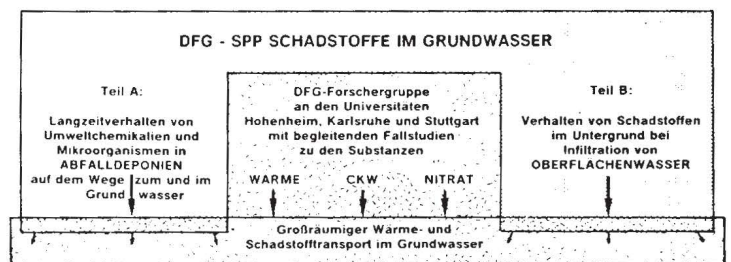 DFG - SPP SCHADSTOFFE IM GRUNDWASSER
Teil A:
Langzeitverhalten von
Umweltchemikalien und
Mikroorganismen in
ABFALLDEPONIEN
auf dem Wege zum und im
Grund wasser
DFG-Forschergruppe
an den Universitaten
Hohenheim, Karlsruhe und Stuttgart
mit begleitenden Fallstudien
zu den Substanzen
WARME CKW NITRAT
Teil B:
Verhalten von Schadstoffen
im Untergrund bei
Infiltration von
OBERFLACHENWASSER
Großräumiger Wärme- und
Schadstofftransport im Grundwasser